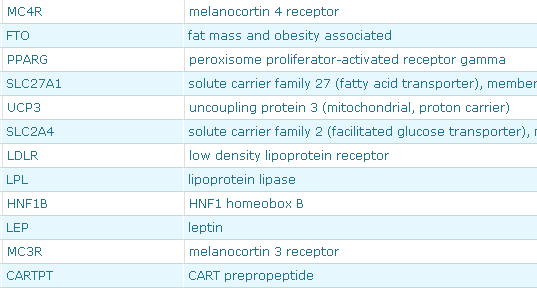 MC4R melanocortin 4 receptor
FTO fat mass and obesity associated
PPARG peroxisome proliferator-activated receptor gamma
SLC27A1 solute carrier family 27 (fatty acid transporter), member
UCP3 uncoupling protein 3 (mitochondrial, proton carrier)
SLC2A4 solute carrier family 2 (facilitated glucose transporter),
LDLR low density lipoprotein receptor
LPL lipoprotein lipase
HNF1B HNF1 homeobox B
LEP leptin
MC3R melanocortin 3 receptor
CARTPT CART prepropeptide